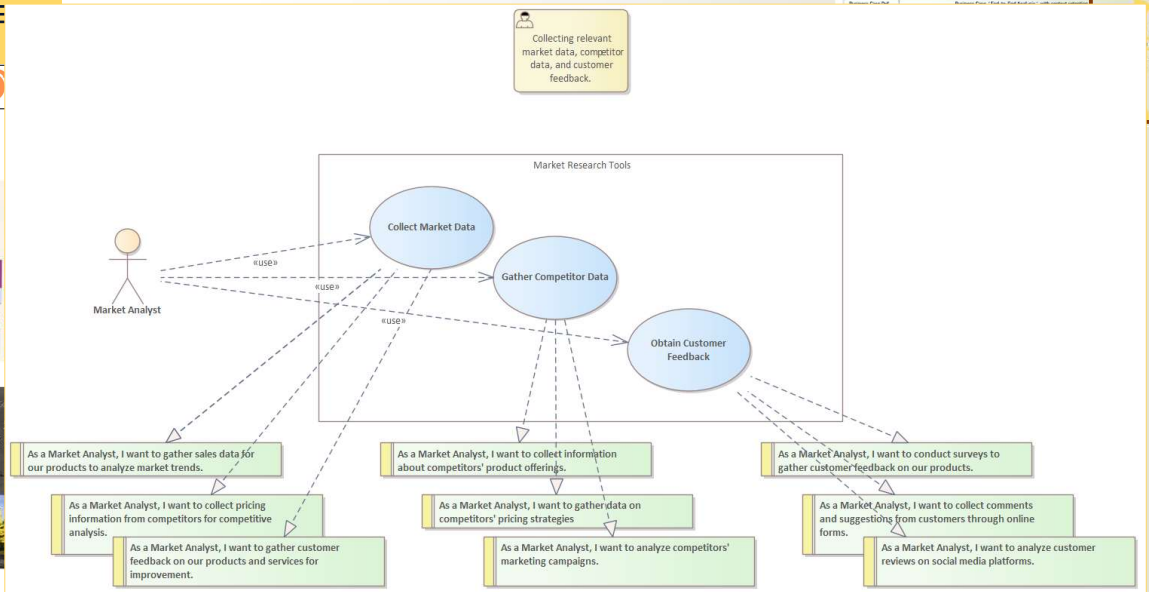 Collecting relevant
market data, competitor
data, and customer
feedback.
Market Research Tools
Collect Market Data
Gather Competitor Data
Obtain Customer
Feedback
Market Analyst
«use»
«use»
«use»
As a Market Analyst, I want to gather sales data for
our products to analyze market trends.
As a Market Analyst, I want to collect pricing
information from competitors for competitive
analysis.
As a Market Analyst, I want to gather customer
feedback on our products and services for
improvement.
As a Market Analyst, I want to collect information
about competitors' product offerings.
As a Market Analyst, I want to gather data on
competitors' pricing strategies
As a Market Analyst, I want to analyze competitors'
marketing campaigns.
As a Market Analyst, I want to conduct surveys to
gather customer feedback on our products.
As a Market Analyst, I want to collect comments
and suggestions from customers through online
forms.
As a Market Analyst, I want to analyze customer
reviews on social media platforms.